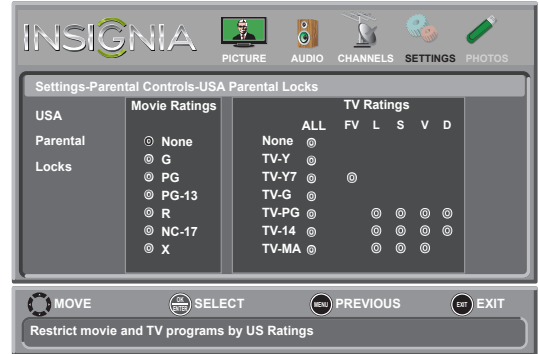 INSIGNIA
PICTURE AUDIO CHANNELS SETTINGS PHOTOS
Settings-Parental Controls-USA Parental Locks
USA
Parental
Locks
Movie Ratings
None
G
PG
PG-13
R
NC-17
X
TV Ratings
ALL FV L S V D
None
TV-Y
TV-Y7
TV-G
TV-PG
TV-14
TV-MA
MOVE OK ENTER SELECT MENU PREVIOUS EXIT EXIT
Restrict movie and TV programs by US Ratings